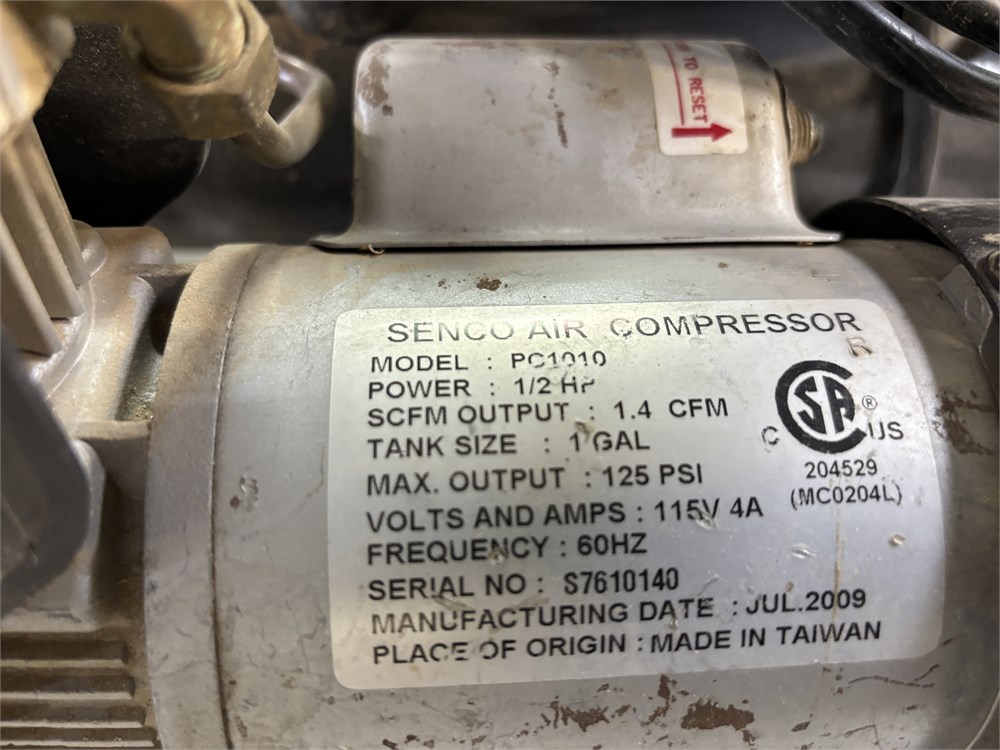 TO RESET
SENCO AIR COMPRESSOR
MODEL : PC1010
POWER : 1/2 HP
SCFM OUTPUT : 1.4 CFM
TANK SIZE : 1 GAL
MAX. OUTPUT : 125 PSI
VOLTS AND AMPS : 115V 4A
FREQUENCY : 60HZ
SERIAL NO : S7610140
MANUFACTURING DATE : JUL.2009
PLACE OF ORIGIN : MADE IN TAIWAN
R
C SA ® US
204529
(MC0204L)